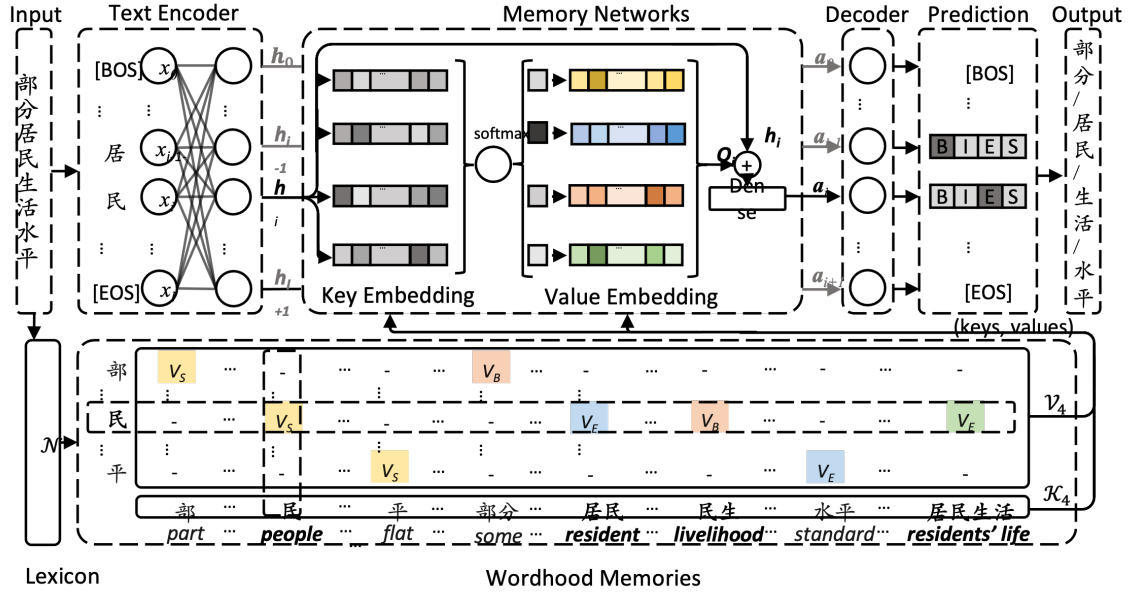 Input
Text Encoder
Memory Networks
Decoder
Prediction
Output
部分居民生活水平
[BOS]
x
h0
居
xi-1
hi-1
民
xi
hi
[EOS]
x
hl+1
...
softmax
Key Embedding
Value Embedding
hi
O
+
Dense
a
a
ai
ai+1
[BOS]
B I E S
B I E S
[EOS]
部分/居民/生活/水平
(keys, values)
N
部 VS - ... - ... VB ... - ... - ... - ... -
民 - ... VS ... - ... - ... VE ... VB ... - ... VE
平 - ... - ... VS ... - ... - ... - ... VE ... -
V4
K4
部 ... 民 ... 平 ... 部分 ... 居民 ... 民生 ... 水平 ... 居民生活
part ... people ... flat ... some ... resident ... livelihood ... standard ... residents' life
Lexicon
Wordhood Memories